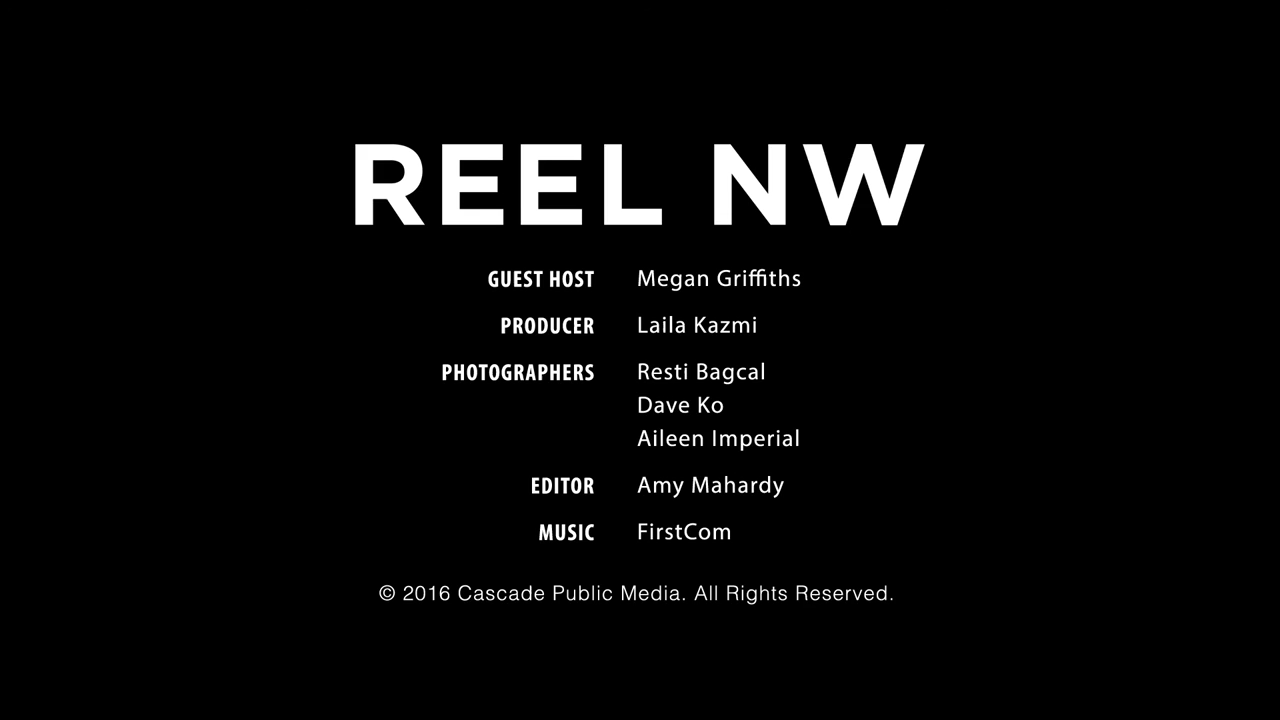 REEL NW
GUEST HOST Megan Griffiths
PRODUCER Laila Kazmi
PHOTOGRAPHERS Resti Bagcal
Dave Ko
Aileen Imperial
EDITOR Amy Mahardy
MUSIC FirstCom
© 2016 Cascade Public Media. All Rights Reserved.